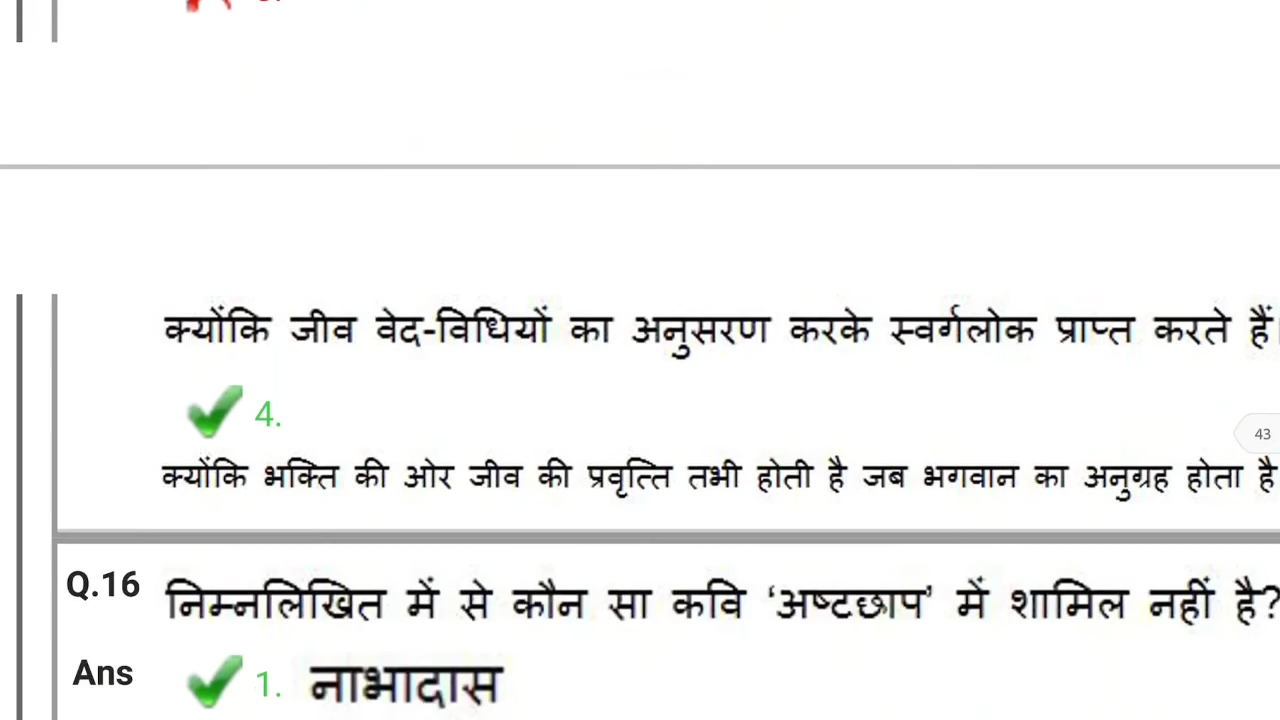 क्योंकि जीव वेद-विधियों का अनुसरण करके स्वर्गलोक प्राप्त करते हैं।
4.
43
क्योंकि भक्ति की ओर जीव की प्रवृत्ति तभी होती है जब भगवान का अनुग्रह होता है
Q.16 निम्नलिखित में से कौन सा कवि ‘अष्टछाप’ में शामिल नहीं है?
Ans 1. नाभादास